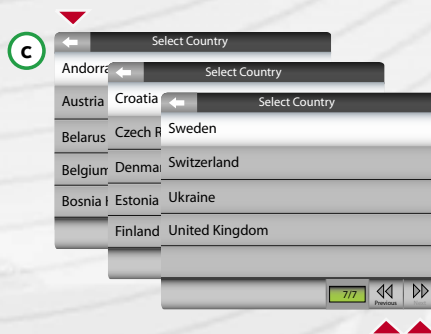 c
Select Country
Andorra
Austria
Belarus
Belgium
Bosnia
Select Country
Croatia
Czech R
Denma
Estonia
Finland
Select Country
Sweden
Switzerland
Ukraine
United Kingdom
7/7
Previous